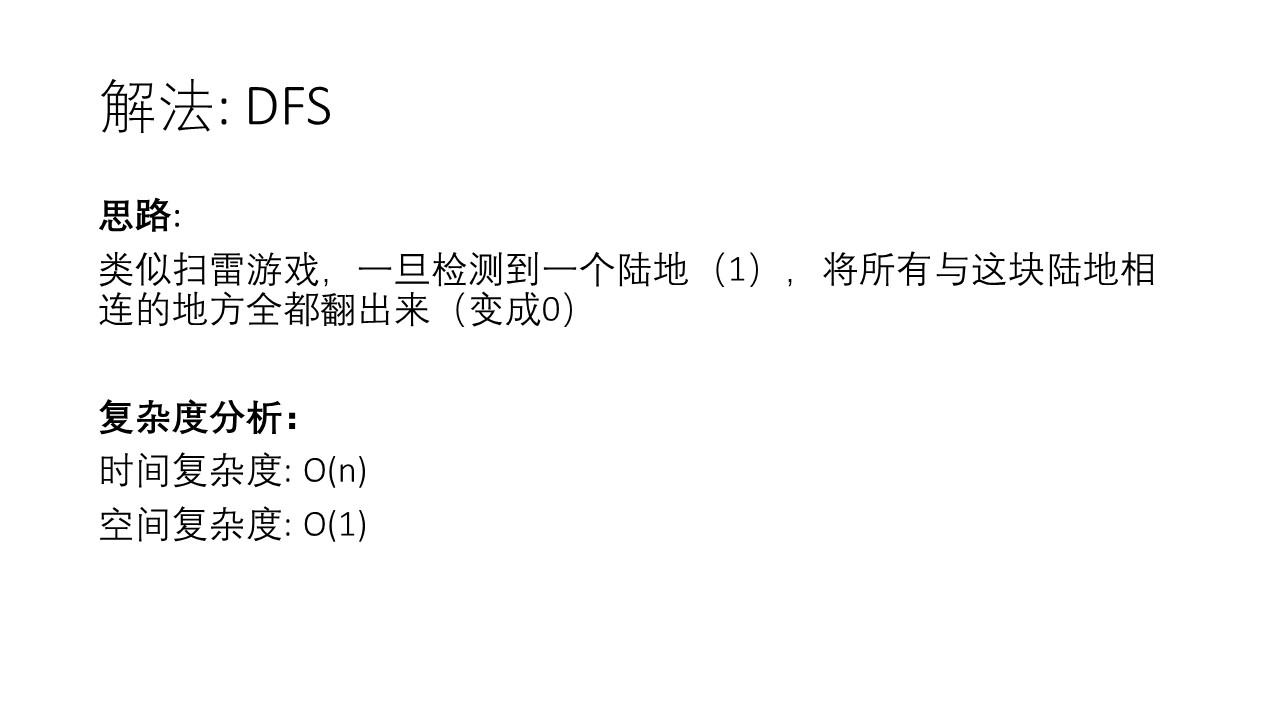 解法: DFS
思路:
类似扫雷游戏，一旦检测到一个陆地（1），将所有与这块陆地相
连的地方全都翻出来（变成0）
复杂度分析：
时间复杂度: O(n)
空间复杂度: O(1)